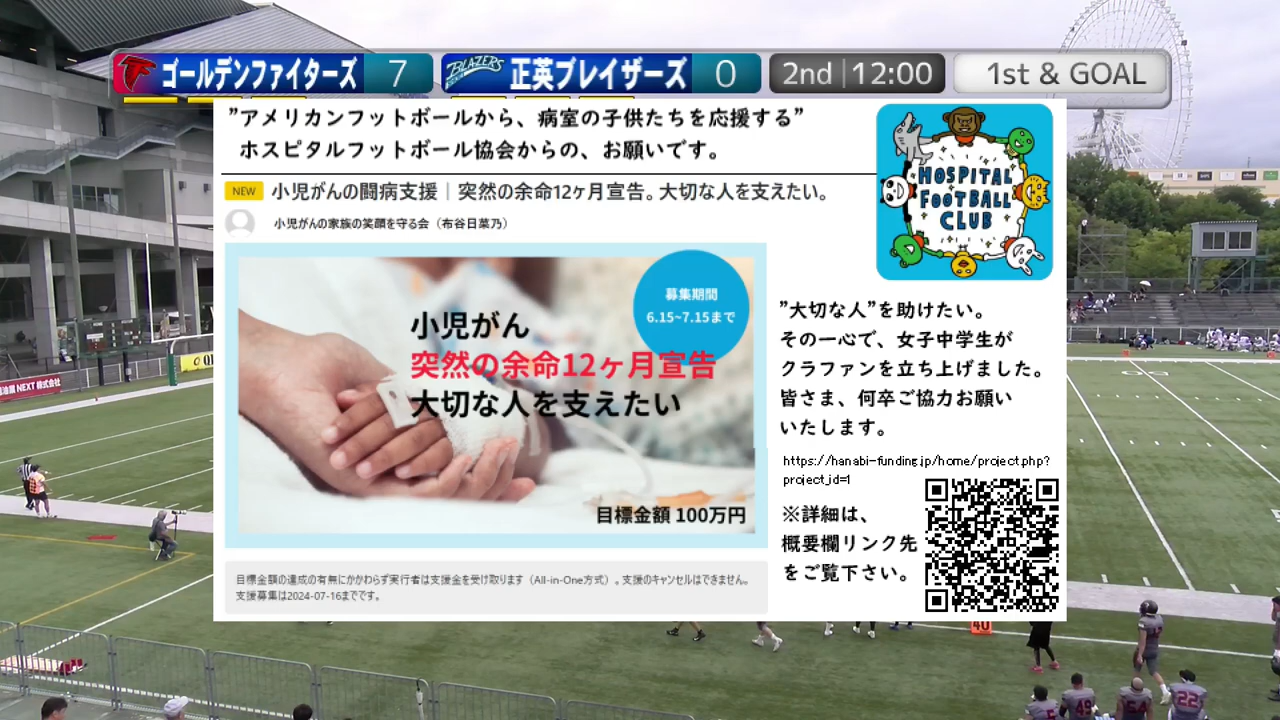 ゴールデンファイターズ 7 BLAZERS 正英ブレイザーズ 0 2nd 12:00 1st & GOAL
”アメリカンフットボールから、病室の子供たちを応援する”
ホスピタルフットボール協会からの、お願いです。
NEW 小児がんの闘病支援｜突然の余命12ヶ月宣告。大切な人を支えたい。
小児がんの家族の笑顔を守る会（布谷日菜乃）
HOSPITAL
FOOTBALL
CLUB
募集期間
6.15~7.15まで
小児がん
突然の余命12ヶ月宣告
大切な人を支えたい
目標金額 100万円
”大切な人”を助けたい。
その一心で、女子中学生が
クラファンを立ち上げました。
皆さま、何卒ご協力お願い
いたします。
https://hanabi-funding.jp/home/project.php?
project_id=1
※詳細は、
概要欄リンク先
をご覧下さい。
目標金額の達成の有無にかかわらず実行者は支援金を受け取ります（All-in-One方式）。支援のキャンセルはできません。
支援募集は2024-07-16までです。
NEXT 株式会社
40
49
54
22